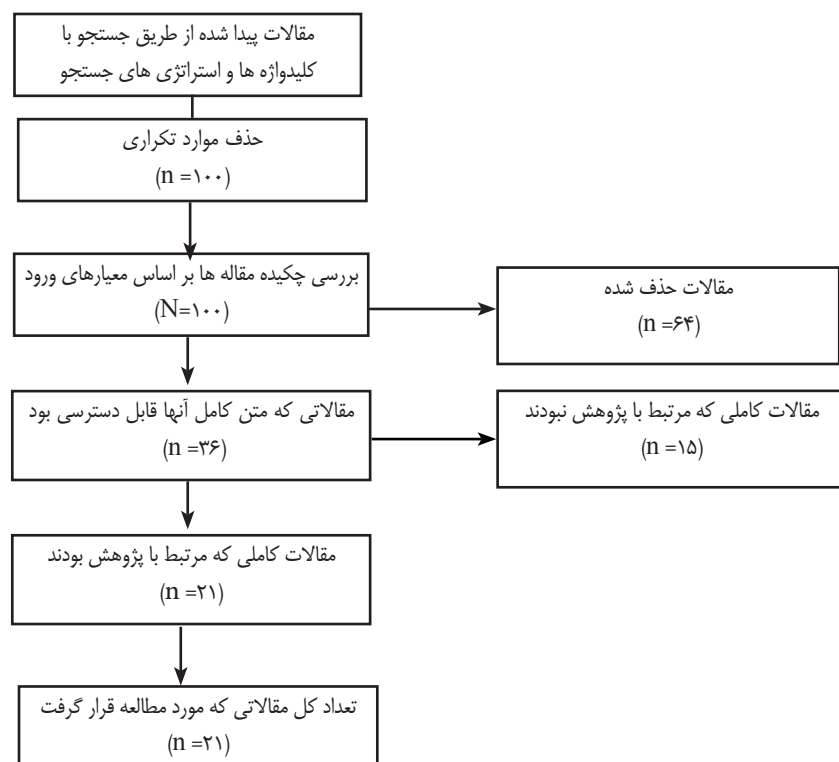 مقالات پیدا شده از طریق جستجو با
کلیدواژه ها و استراتژی های جستجو
حذف موارد تکراری
(n =۱۰۰)
بررسی چکیده مقاله ها بر اساس معیارهای ورود
(N=۱۰۰)
مقالات حذف شده
(n =۶۴)
مقالاتی که متن کامل آنها قابل دسترسی بود
(n =۳۶)
مقالات کاملی که مرتبط با پژوهش نبودند
(n =۱۵)
مقالات کاملی که مرتبط با پژوهش بودند
(n =۲۱)
تعداد کل مقالاتی که مورد مطالعه قرار گرفت
(n =۲۱)